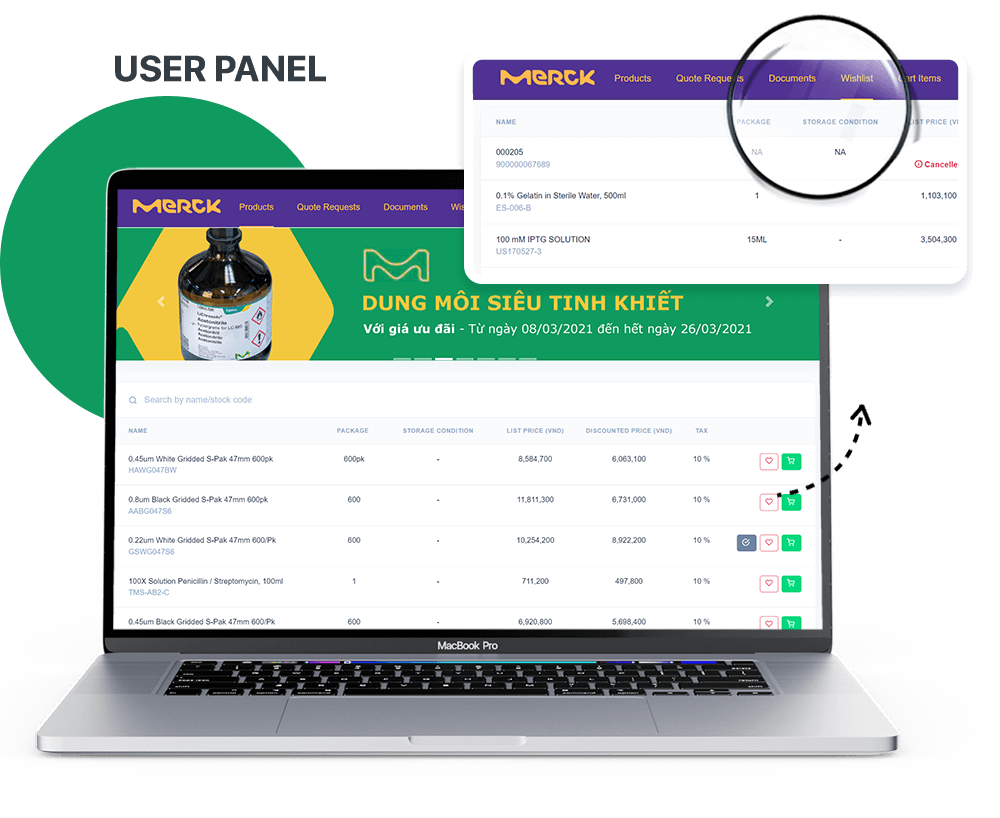 USER PANEL
MERCK Products Quote Requests Documents Wishlist Cart Items
NAME PACKAGE STORAGE CONDITION LIST PRICE
000205 NA NA
900000067689 Cancelle
0.1% Gelatin in Sterile Water, 500ml 1 1,103,100
ES-006-B
100 mM IPTG SOLUTION 15ML - 3,504,300
US170527-3
MERCK Products Quote Requests Documents Wis
LiChrosolv
Acetonitrile
DUNG MÔI SIÊU TINH KHIẾT
Với giá ưu đãi - Từ ngày 08/03/2021 đến hết ngày 26/03/2021
Search by name/stock code
NAME PACKAGE STORAGE CONDITION LIST PRICE (VND) DISCOUNTED PRICE (VND) TAX
0.45um White Gridded S-Pak 47mm 600pk 600pk - 8,584,700 6,063,100 10 %
HAWG047BW
0.8um Black Gridded S-Pak 47mm 600pk 600 - 11,811,300 6,731,000 10 %
AABG047S6
0.22um White Gridded S-Pak 47mm 600/Pk 600 - 10,254,200 8,922,200 10 %
GSWG047S6
100X Solution Penicillin / Streptomycin, 100ml 1 - 711,200 497,800 10 %
TMS-AB2-C
0.45um Black Gridded S-Pak 47mm 600/Pk 600 - 6,920,800 5,698,400 10 %
MacBook Pro